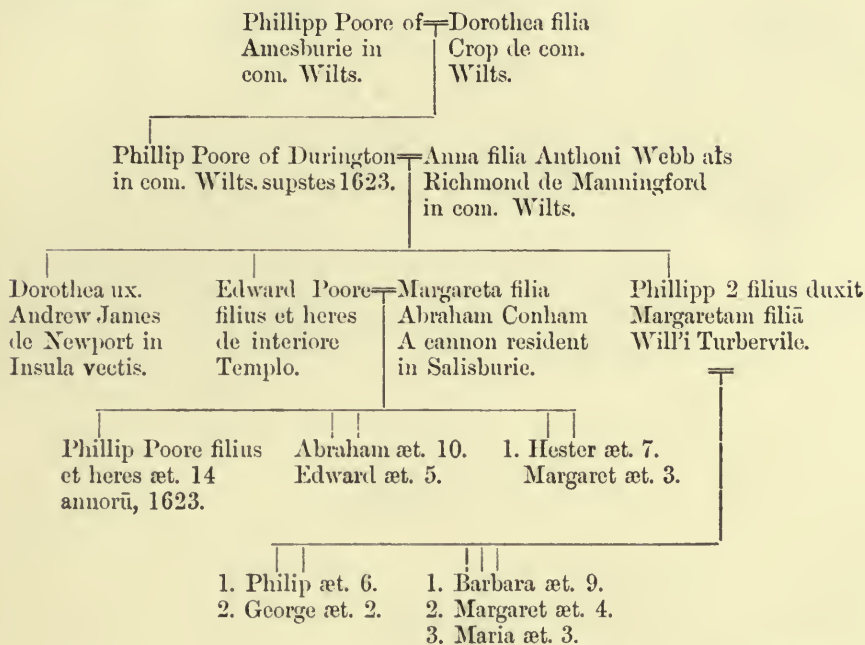 Phillipp Poore of
Amesburie in
com. Wilts.
Dorothea filia
Crop de com.
Wilts.
Phillip Poore of Durington
in com. Wilts. supstes 1623.
Anna filia Anthoni Webb ats
Richmond de Manningford
in com. Wilts.
Dorothea ux.
Andrew James
de Newport in
Insula vectis.
Edward Poore
filius et heres
de interiore
Templo.
Margareta filia
Abraham Conham
A cannon resident
in Salisburie.
Phillipp 2 filius duxit
Margaretam filiā
Will'i Turbervile.
Phillip Poore filius
et heres æt. 14
annorū, 1623.
Abraham æt. 10.
Edward æt. 5.
1. Hester æt. 7.
Margaret æt. 3.
1. Philip æt. 6.
2. George æt. 2.
1. Barbara æt. 9.
2. Margaret æt. 4.
3. Maria æt. 3.